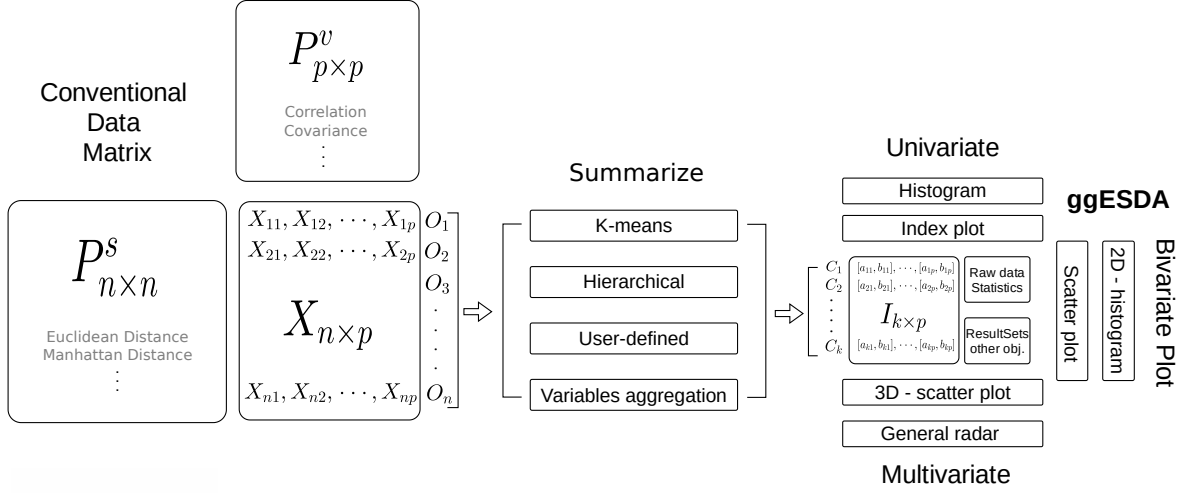 Conventional
Data
Matrix
P^v_{p×p}
Correlation
Covariance
⋮
P^s_{n×n}
Euclidean Distance
Manhattan Distance
⋮
X_{11}, X_{12}, ⋯, X_{1p} O_1
X_{21}, X_{22}, ⋯, X_{2p} O_2
O_3
X_{n×p}
X_{n1}, X_{n2}, ⋯, X_{np} O_n
Summarize
K-means
Hierarchical
User-defined
Variables aggregation
Univariate
Histogram
Index plot
C_1 [a_{11}, b_{11}], ⋯, [a_{1p}, b_{1p}]
C_2 [a_{21}, b_{21}], ⋯, [a_{2p}, b_{2p}]
I_{k×p}
C_k [a_{k1}, b_{k1}], ⋯, [a_{kp}, b_{kp}]
Raw data
Statistics
ResultSets
other obj.
3D - scatter plot
General radar
Multivariate
ggESDA
Scatter plot
2D - histogram
Bivariate Plot